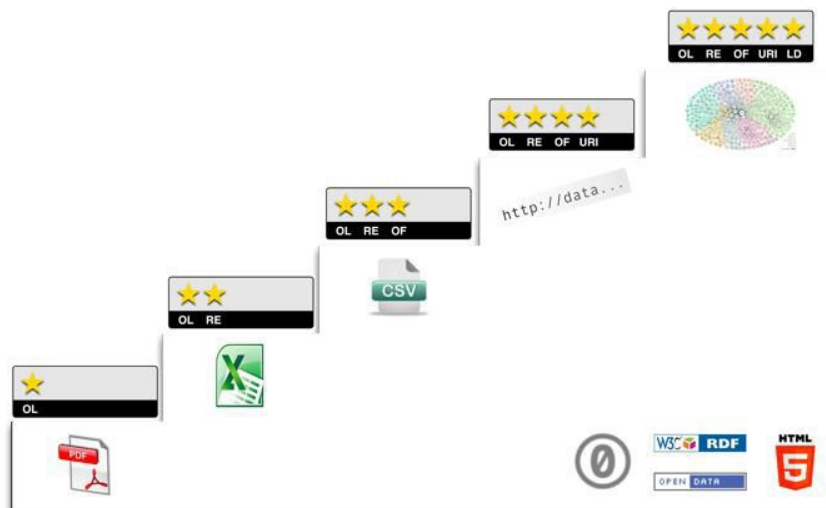 OL RE OF URI LD
OL RE OF URI
http://data...
OL RE OF
CSV
OL RE
X
OL
PDF
W3C RDF
OPEN DATA
HTML
5
0